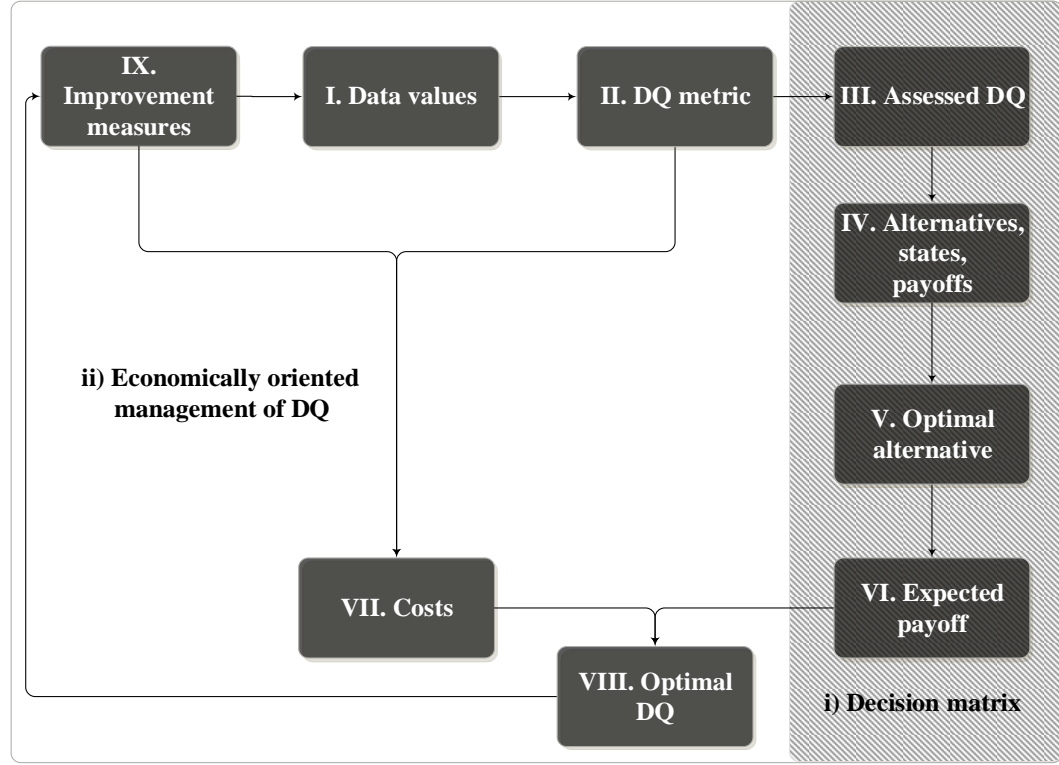 IX.
Improvement
measures
I. Data values
II. DQ metric
III. Assessed DQ
IV. Alternatives,
states,
payoffs
ii) Economically oriented
management of DQ
V. Optimal
alternative
VII. Costs
VI. Expected
payoff
VIII. Optimal
DQ
i) Decision matrix